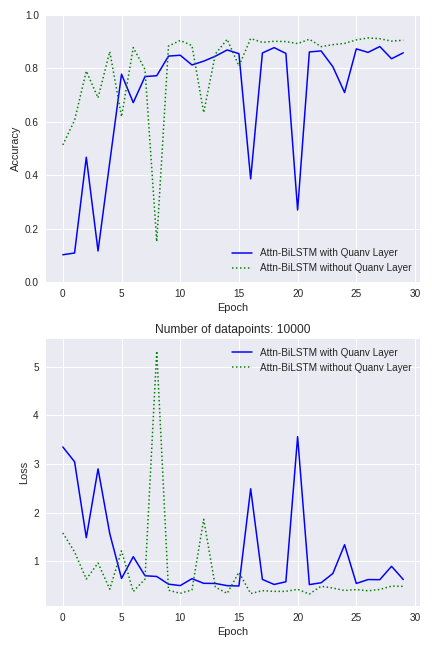 1.0
0.8
0.6
0.4
0.2
0.0
Accuracy
Attn-BiLSTM with Quanv Layer
Attn-BiLSTM without Quanv Layer
0 5 10 15 20 25 30
Epoch
Number of datapoints: 10000
Attn-BiLSTM with Quanv Layer
Attn-BiLSTM without Quanv Layer
5
4
3
2
1
Loss
0 5 10 15 20 25 30
Epoch